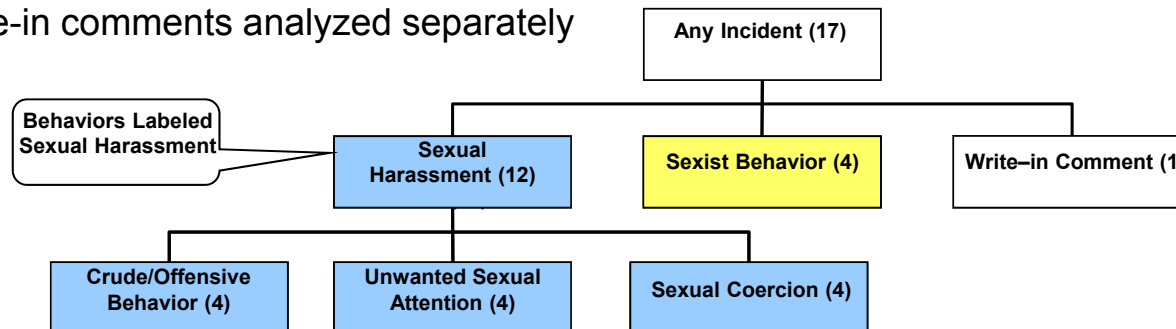 e-in comments analyzed separately
Any Incident (17)
Behaviors Labeled
Sexual Harassment
Sexual
Harassment (12)
Sexist Behavior (4)
Write–in Comment (1
Crude/Offensive
Behavior (4)
Unwanted Sexual
Attention (4)
Sexual Coercion (4)